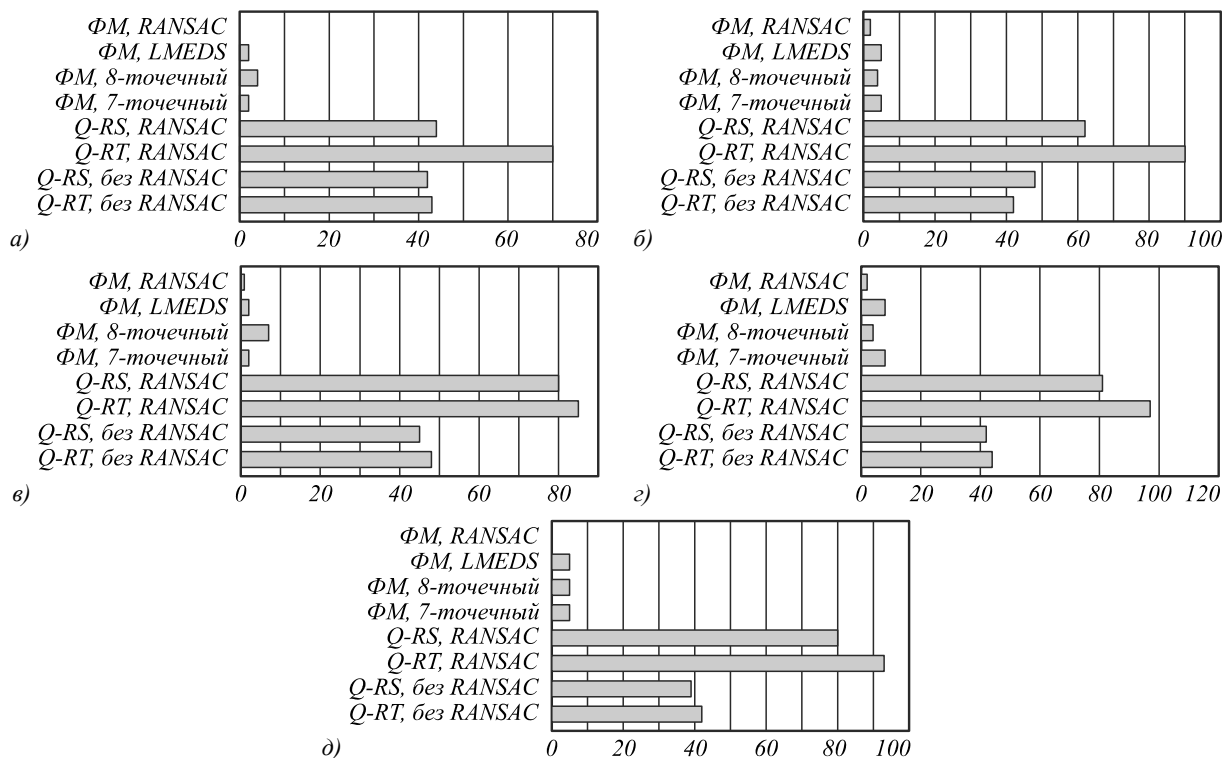 ФМ, RANSAC
ФМ, LMEDS
ФМ, 8-точечный
ФМ, 7-точечный
Q-RS, RANSAC
Q-RT, RANSAC
Q-RS, без RANSAC
Q-RT, без RANSAC
0 20 40 60 80
а)
ФМ, RANSAC
ФМ, LMEDS
ФМ, 8-точечный
ФМ, 7-точечный
Q-RS, RANSAC
Q-RT, RANSAC
Q-RS, без RANSAC
Q-RT, без RANSAC
0 20 40 60 80 100
б)
ФМ, RANSAC
ФМ, LMEDS
ФМ, 8-точечный
ФМ, 7-точечный
Q-RS, RANSAC
Q-RT, RANSAC
Q-RS, без RANSAC
Q-RT, без RANSAC
0 20 40 60 80
в)
ФМ, RANSAC
ФМ, LMEDS
ФМ, 8-точечный
ФМ, 7-точечный
Q-RS, RANSAC
Q-RT, RANSAC
Q-RS, без RANSAC
Q-RT, без RANSAC
0 20 40 60 80 100 120
г)
ФМ, RANSAC
ФМ, LMEDS
ФМ, 8-точечный
ФМ, 7-точечный
Q-RS, RANSAC
Q-RT, RANSAC
Q-RS, без RANSAC
Q-RT, без RANSAC
0 20 40 60 80 100
д)